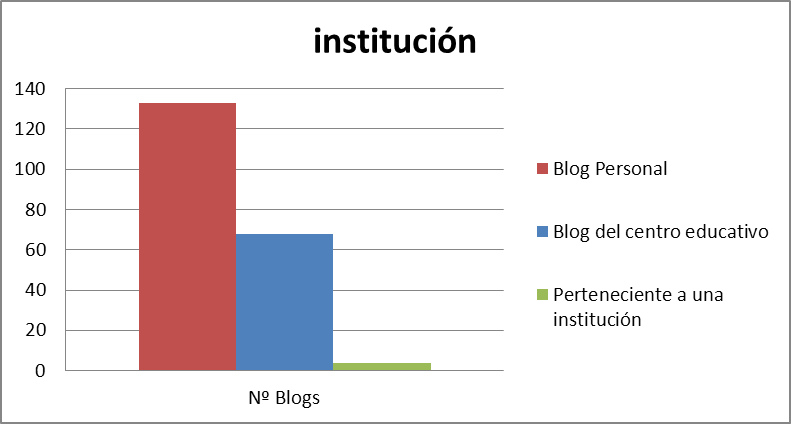 institución
140
120
100
80
60
40
20
0
Nº Blogs
Blog Personal
Blog del centro educativo
Perteneciente a una
institución